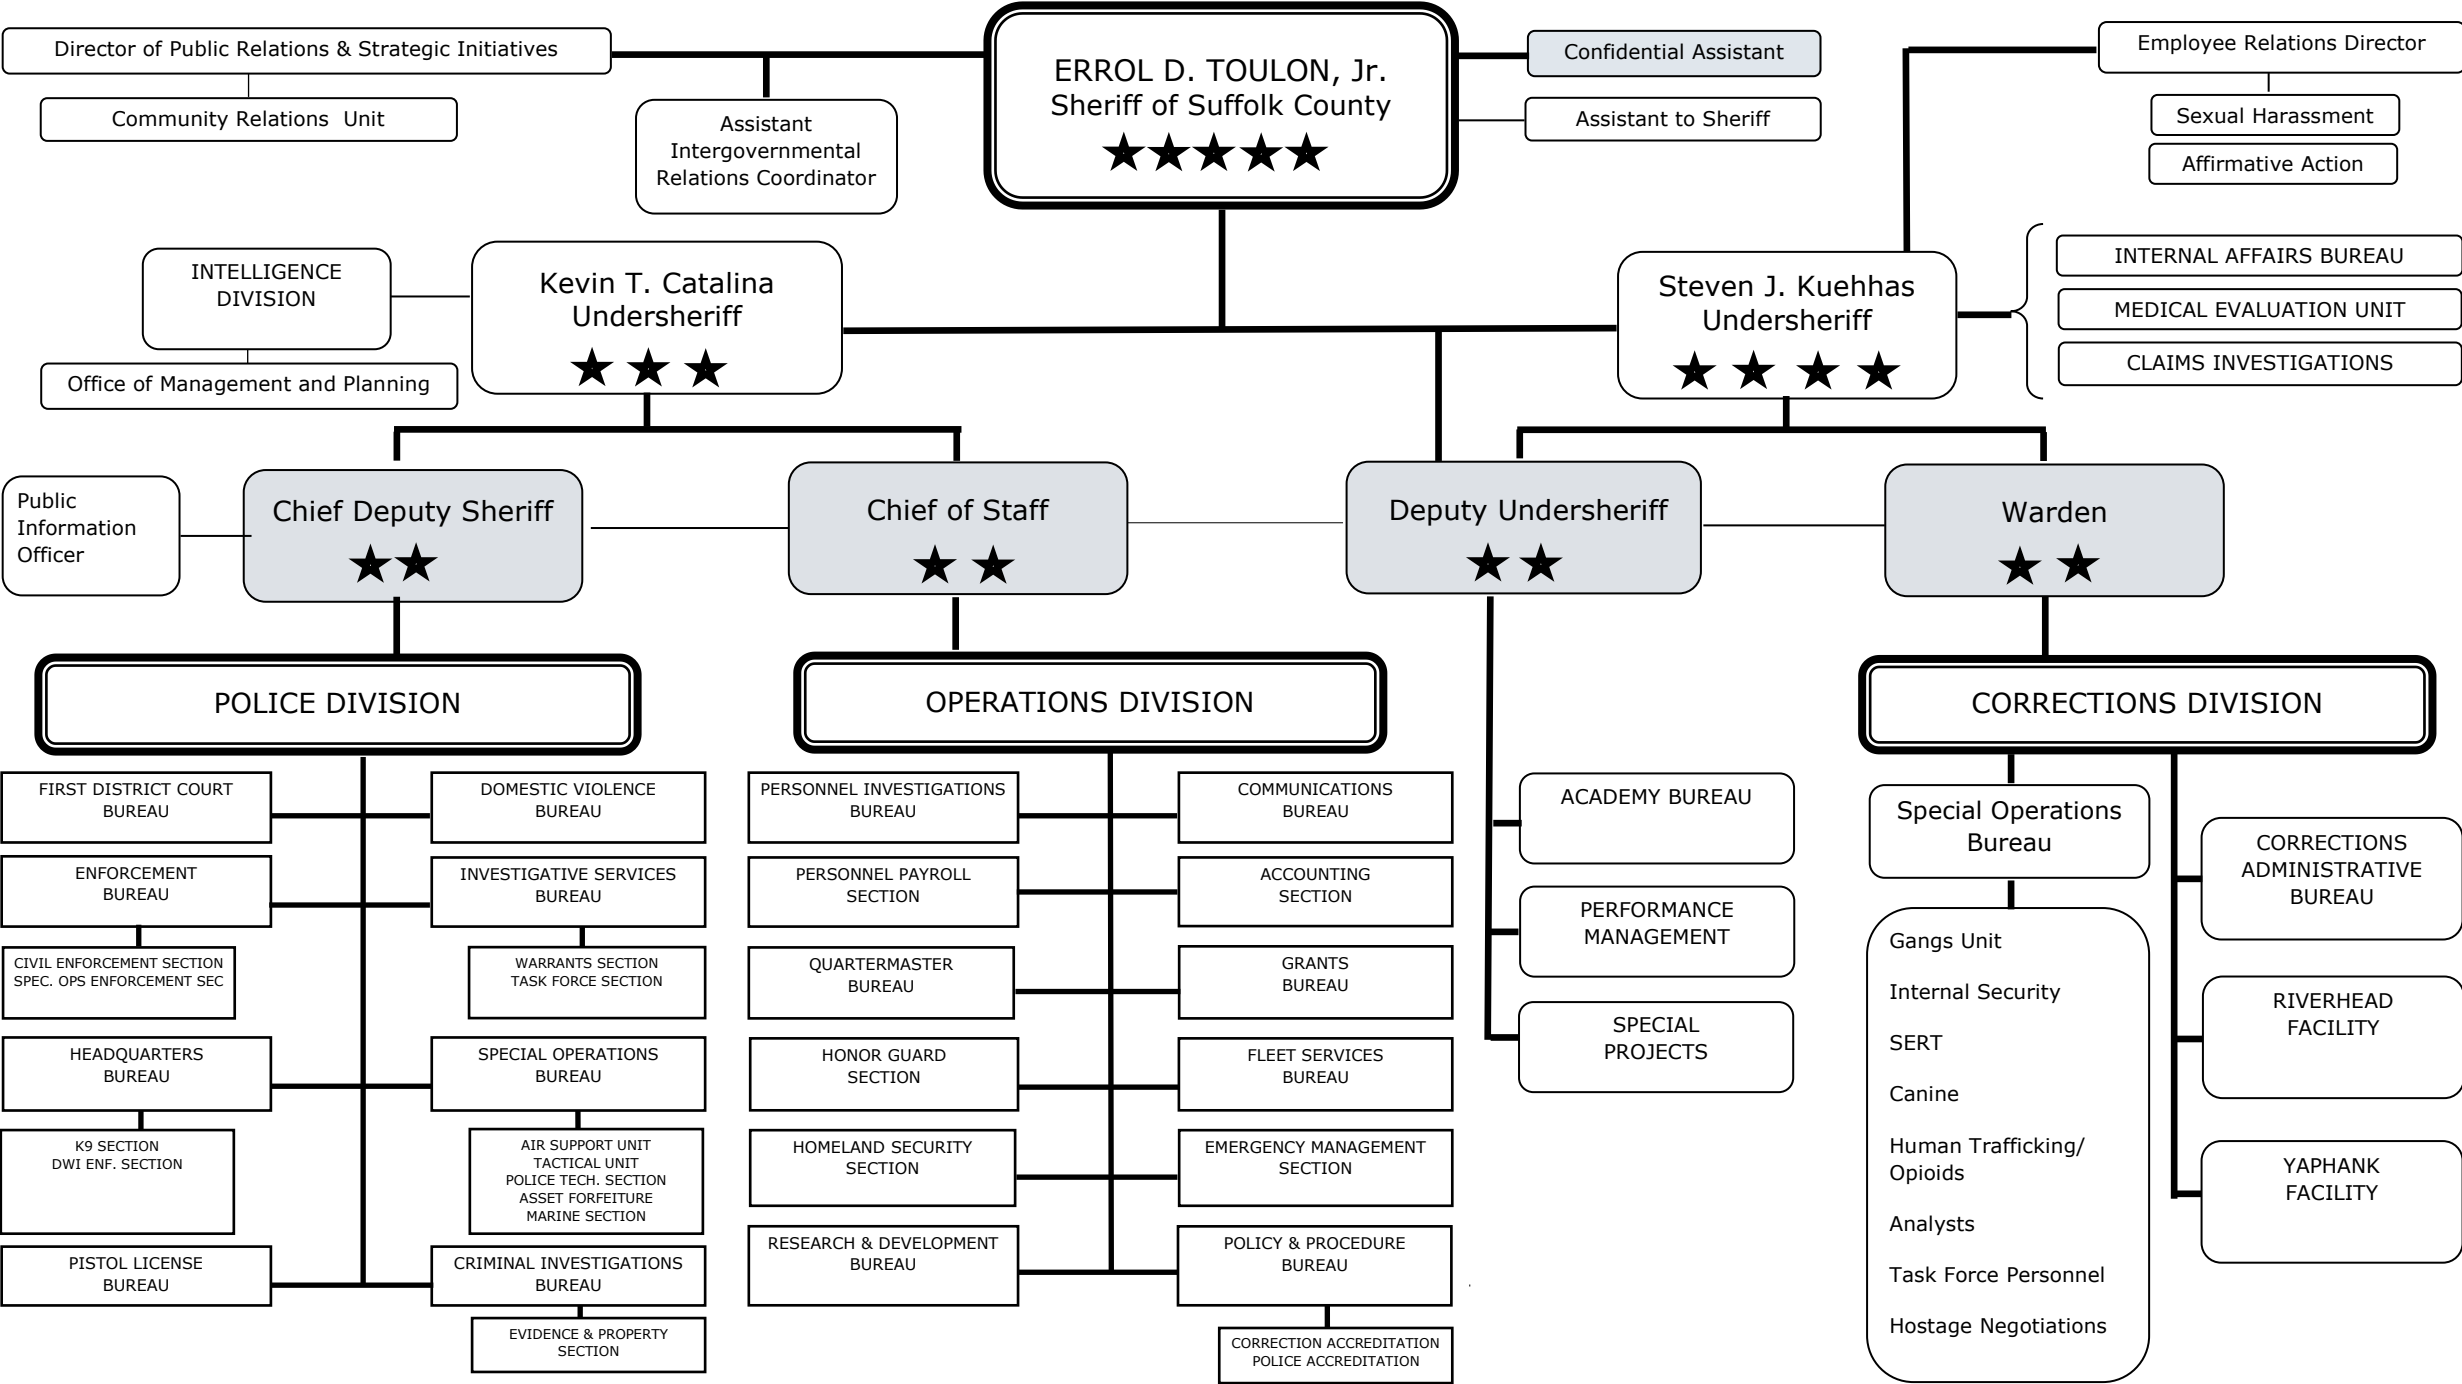 Director of Public Relations & Strategic Initiatives
Community Relations  Unit
Assistant
Intergovernmental
Relations Coordinator
ERROL D. TOULON, Jr.
Sheriff of Suffolk County
Confidential Assistant
Assistant to Sheriff
Employee Relations Director
Sexual Harassment
Affirmative Action
INTELLIGENCE
DIVISION
Office of Management and Planning
Kevin T. Catalina
Undersheriff
Steven J. Kuehhas
Undersheriff
INTERNAL AFFAIRS BUREAU
MEDICAL EVALUATION UNIT
CLAIMS INVESTIGATIONS
Public
Information
Officer
Chief Deputy Sheriff
Chief of Staff
Deputy Undersheriff
Warden
POLICE DIVISION
FIRST DISTRICT COURT
BUREAU
DOMESTIC VIOLENCE
BUREAU
ENFORCEMENT
BUREAU
INVESTIGATIVE SERVICES
BUREAU
CIVIL ENFORCEMENT SECTION
SPEC. OPS ENFORCEMENT SEC
WARRANTS SECTION
TASK FORCE SECTION
HEADQUARTERS
BUREAU
SPECIAL OPERATIONS
BUREAU
K9 SECTION
DWI ENF. SECTION
AIR SUPPORT UNIT
TACTICAL UNIT
POLICE TECH. SECTION
ASSET FORFEITURE
MARINE SECTION
PISTOL LICENSE
BUREAU
CRIMINAL INVESTIGATIONS
BUREAU
EVIDENCE & PROPERTY
SECTION
OPERATIONS DIVISION
PERSONNEL INVESTIGATIONS
BUREAU
COMMUNICATIONS
BUREAU
PERSONNEL PAYROLL
SECTION
ACCOUNTING
SECTION
QUARTERMASTER
BUREAU
GRANTS
BUREAU
HONOR GUARD
SECTION
FLEET SERVICES
BUREAU
HOMELAND SECURITY
SECTION
EMERGENCY MANAGEMENT
SECTION
RESEARCH & DEVELOPMENT
BUREAU
POLICY & PROCEDURE
BUREAU
CORRECTION ACCREDITATION
POLICE ACCREDITATION
ACADEMY BUREAU
PERFORMANCE
MANAGEMENT
SPECIAL
PROJECTS
CORRECTIONS DIVISION
Special Operations
Bureau
Gangs Unit
Internal Security
SERT
Canine
Human Trafficking/
Opioids
Analysts
Task Force Personnel
Hostage Negotiations
CORRECTIONS
ADMINISTRATIVE
BUREAU
RIVERHEAD
FACILITY
YAPHANK
FACILITY